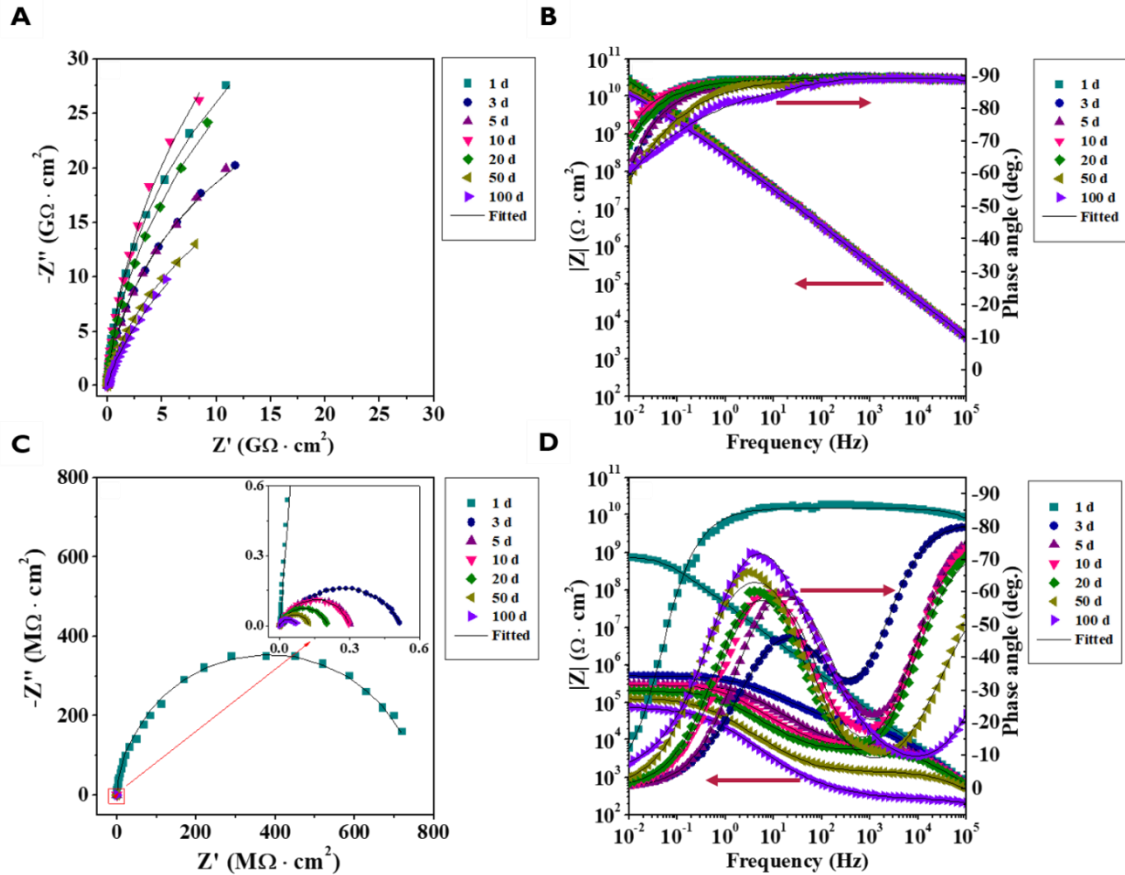 A
-Z'' (GΩ · cm²)
30
25
20
15
10
5
0
0 5 10 15 20 25 30
Z' (GΩ · cm²)
1 d
3 d
5 d
10 d
20 d
50 d
100 d
Fitted
B
|Z| (Ω · cm²)
10¹¹
10¹⁰
10⁹
10⁸
10⁷
10⁶
10⁵
10⁴
10³
10²
10⁻² 10⁻¹ 10⁰ 10¹ 10² 10³ 10⁴ 10⁵
Frequency (Hz)
-90
-80
-70
-60
-50
-40
-30
-20
-10
0
Phase angle (deg.)
1 d
3 d
5 d
10 d
20 d
50 d
100 d
Fitted
C
-Z'' (MΩ · cm²)
800
600
400
200
0
0 200 400 600 800
Z' (MΩ · cm²)
0.6
0.3
0.0
0.0 0.3 0.6
1 d
3 d
5 d
10 d
20 d
50 d
100 d
Fitted
D
|Z| (Ω · cm²)
10¹¹
10¹⁰
10⁹
10⁸
10⁷
10⁶
10⁵
10⁴
10³
10²
10⁻² 10⁻¹ 10⁰ 10¹ 10² 10³ 10⁴ 10⁵
Frequency (Hz)
-90
-80
-70
-60
-50
-40
-30
-20
-10
0
Phase angle (deg.)
1 d
3 d
5 d
10 d
20 d
50 d
100 d
Fitted